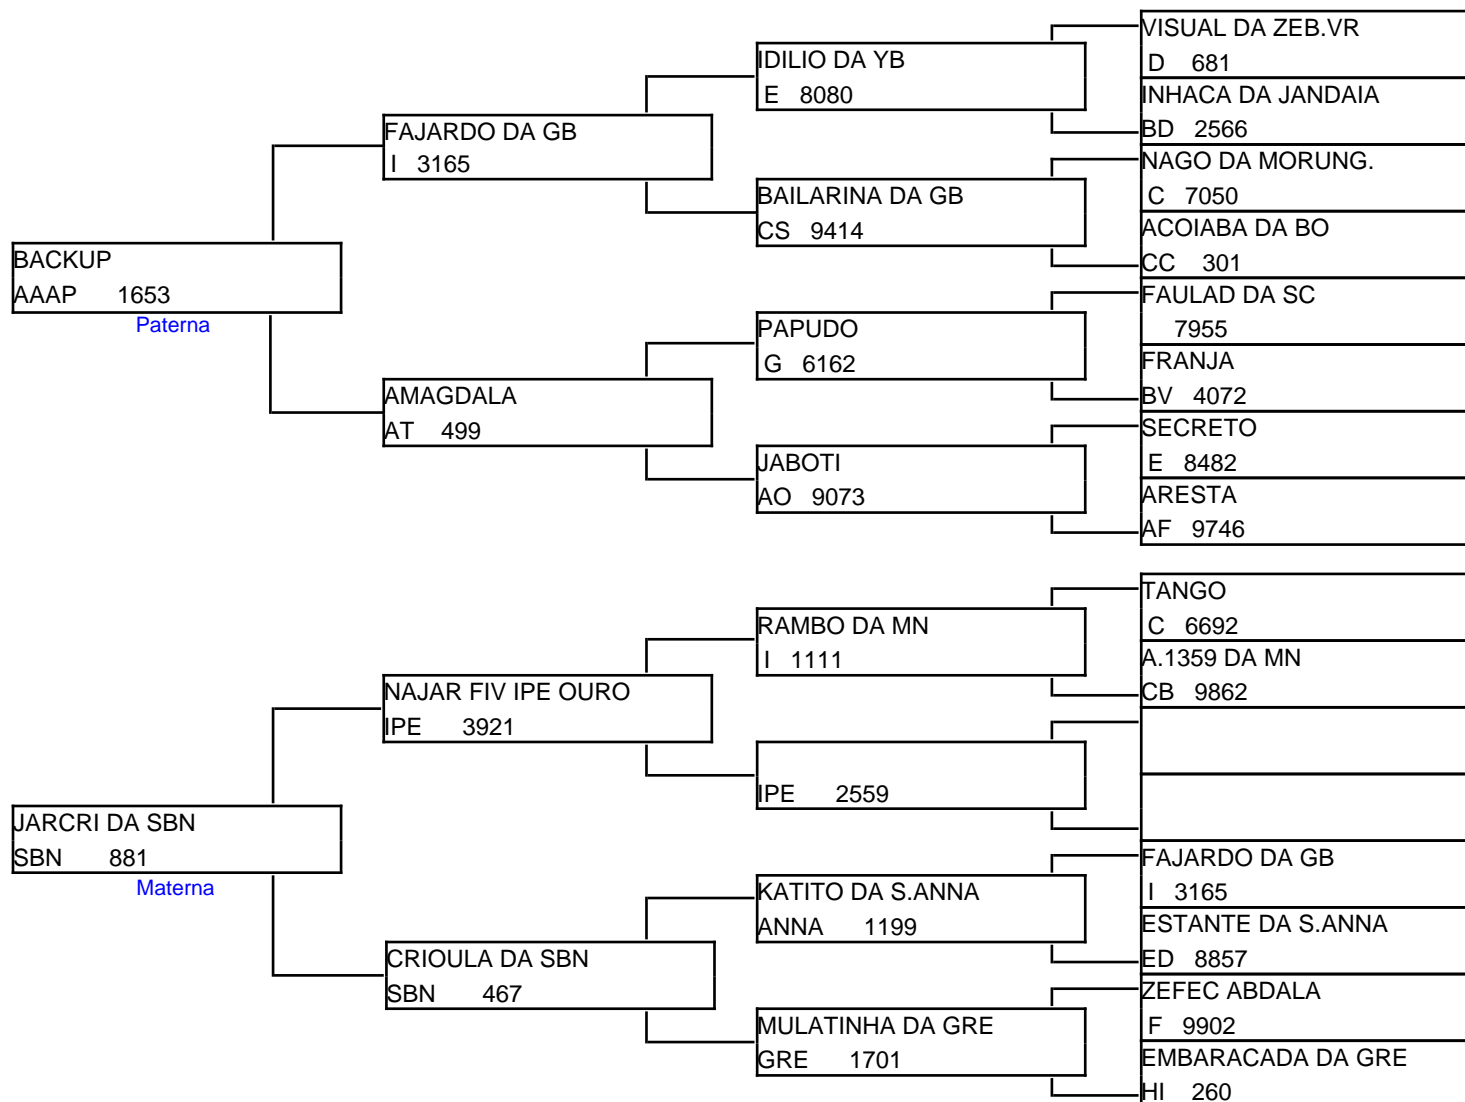 BACKUP
AAAP 1653
Paterna
FAJARDO DA GB
I 3165
AMAGDALA
AT 499
IDILIO DA YB
E 8080
BAILARINA DA GB
CS 9414
PAPUDO
G 6162
JABOTI
AO 9073
VISUAL DA ZEB.VR
D 681
INHACA DA JANDAIA
BD 2566
NAGO DA MORUNG.
C 7050
ACOIABA DA BO
CC 301
FAULAD DA SC
7955
FRANJA
BV 4072
SECRETO
E 8482
ARESTA
AF 9746
JARCRI DA SBN
SBN 881
Materna
NAJAR FIV IPE OURO
IPE 3921
CRIOULA DA SBN
SBN 467
RAMBO DA MN
I 1111
IPE 2559
KATITO DA S.ANNA
ANNA 1199
MULATINHA DA GRE
GRE 1701
TANGO
C 6692
A.1359 DA MN
CB 9862
FAJARDO DA GB
I 3165
ESTANTE DA S.ANNA
ED 8857
ZEFEC ABDALA
F 9902
EMBARACADA DA GRE
HI 260